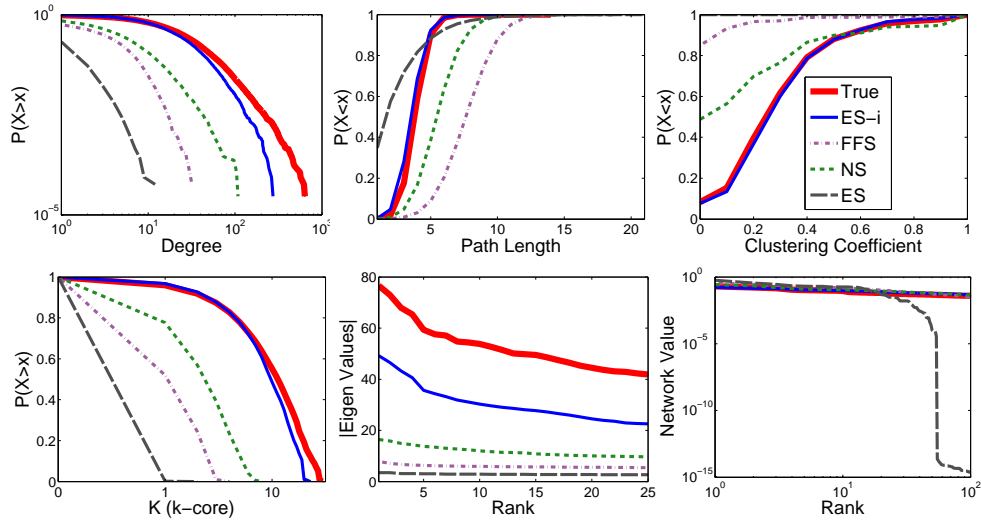 10^0
10^-5
P(X>x)
10^0 10^1 10^2 10^3
Degree
1
0.8
0.6
0.4
0.2
0
P(X<x)
5 10 15 20
Path Length
1
0.8
0.6
0.4
0.2
0
P(X<x)
0 0.2 0.4 0.6 0.8 1
Clustering Coefficient
True
ES-i
FFS
NS
ES
1
0.8
0.6
0.4
0.2
0
P(X>x)
0 1 10
K (k-core)
80
60
40
20
0
|Eigen Values|
5 10 15 20 25
Rank
10^0
10^-5
10^-10
10^-15
Network Value
10^0 10^1 10^2
Rank